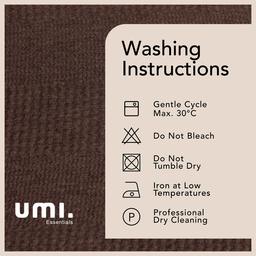 Washing
Instructions
Gentle Cycle
Max. 30°C
Do Not Bleach
Do Not
Tumble Dry
Iron at Low
Temperatures
P
Professional
Dry Cleaning
umı.
Essentials